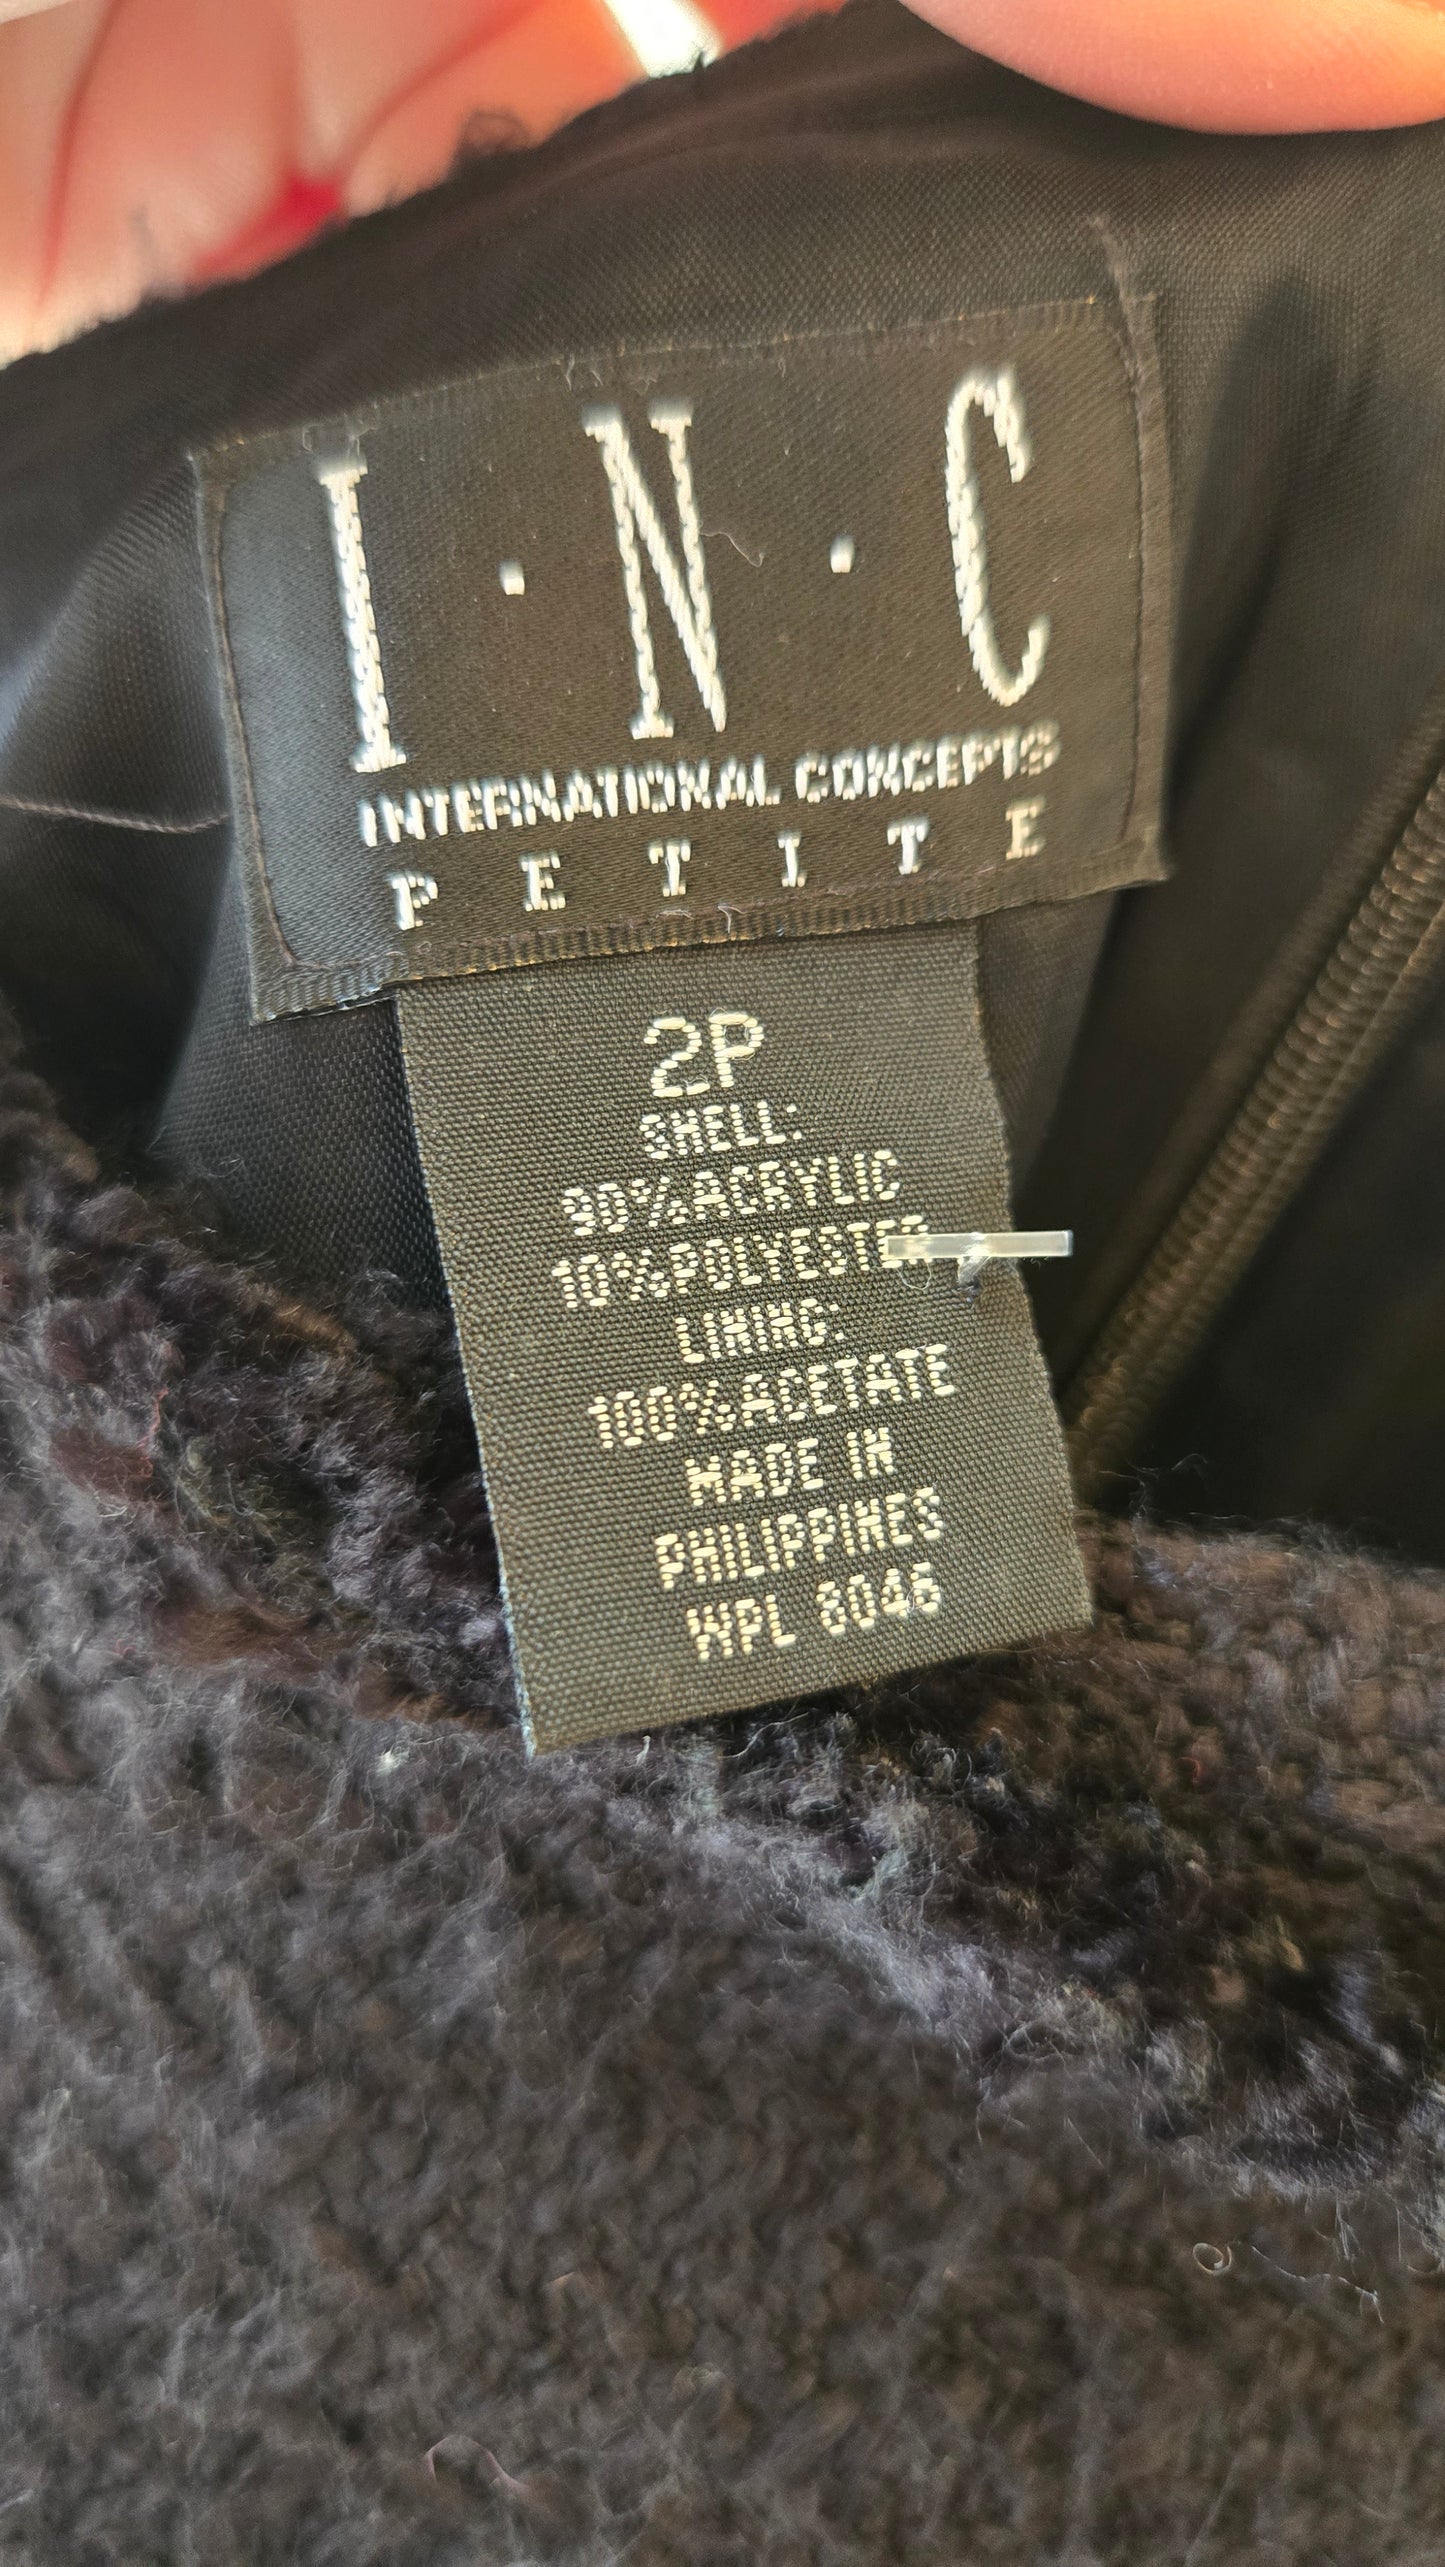 I·N·C
INTERNATIONAL CONCEPTS
PETITE
2P
SHELL:
90%ACRYLIC
10%POLYESTER
LINING:
100%ACETATE
MADE IN
PHILIPPINES
WPL 8046